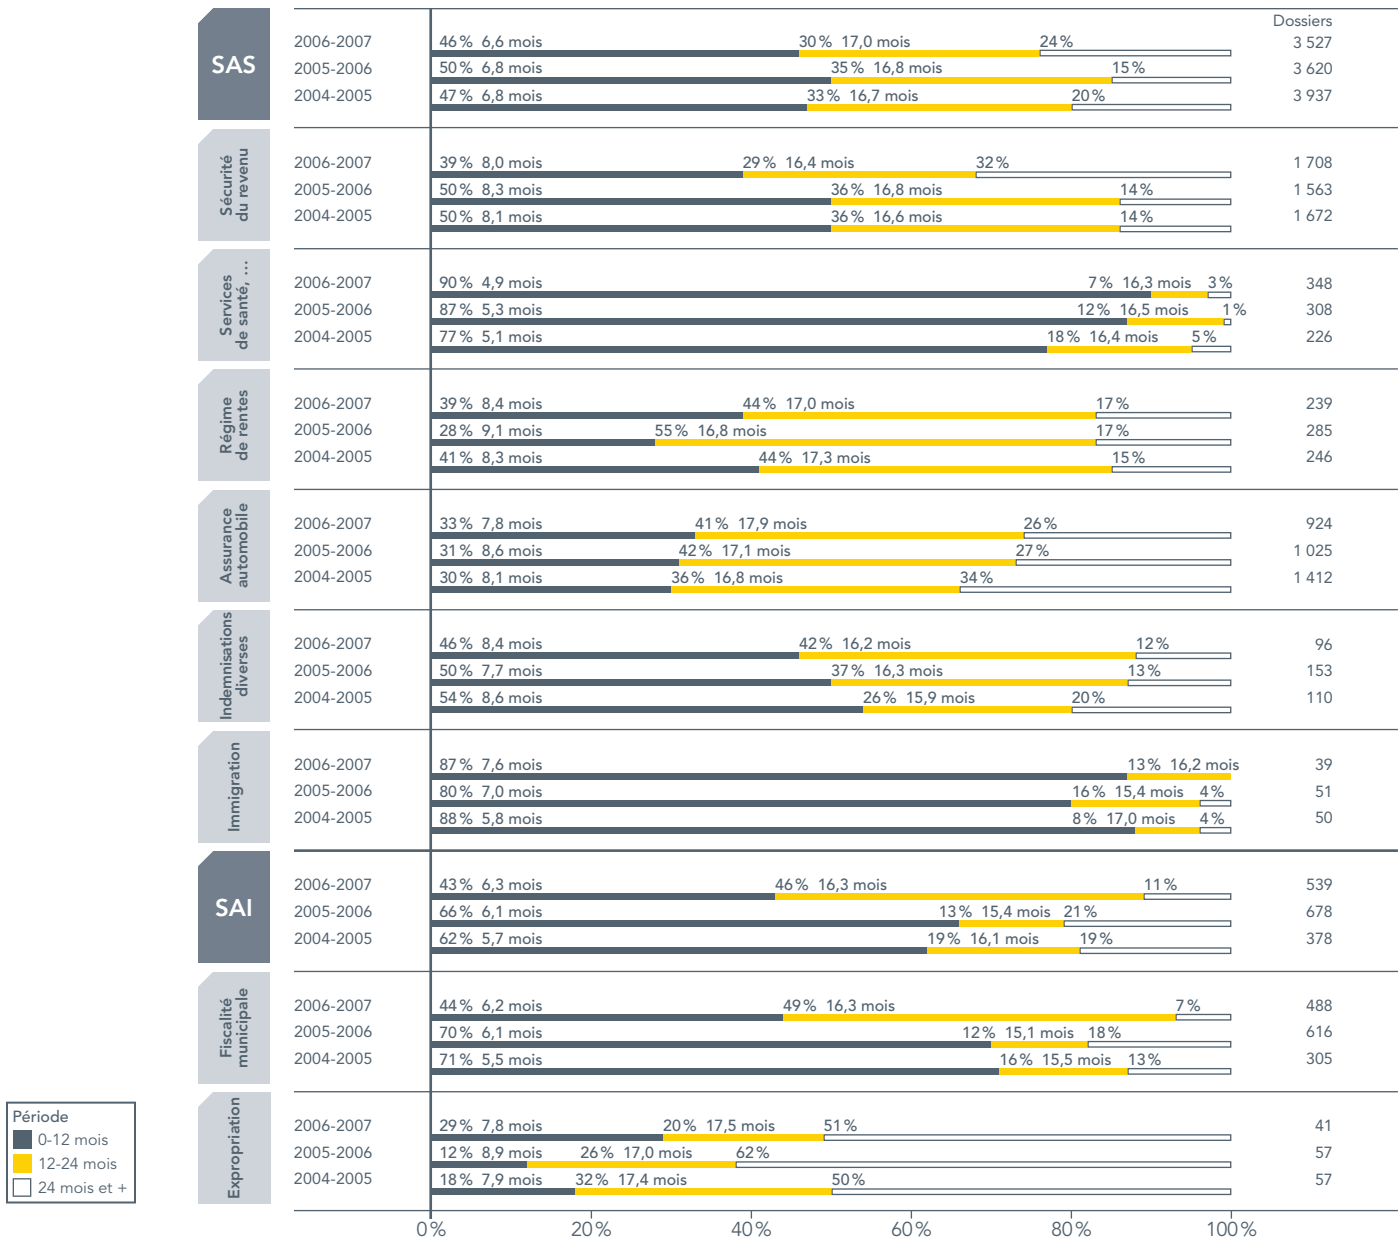 Dossiers
SAS
2006-2007 46 % 6,6 mois 30 % 17,0 mois 24 % 3 527
2005-2006 50 % 6,8 mois 35 % 16,8 mois 15 % 3 620
2004-2005 47 % 6,8 mois 33 % 16,7 mois 20 % 3 937
Sécurité
du revenu
2006-2007 39 % 8,0 mois 29 % 16,4 mois 32 % 1 708
2005-2006 50 % 8,3 mois 36 % 16,8 mois 14 % 1 563
2004-2005 50 % 8,1 mois 36 % 16,6 mois 14 % 1 672
Services
de santé, ...
2006-2007 90 % 4,9 mois 7 % 16,3 mois 3 % 348
2005-2006 87 % 5,3 mois 12 % 16,5 mois 1 % 308
2004-2005 77 % 5,1 mois 18 % 16,4 mois 5 % 226
Régime
de rentes
2006-2007 39 % 8,4 mois 44 % 17,0 mois 17 % 239
2005-2006 28 % 9,1 mois 55 % 16,8 mois 17 % 285
2004-2005 41 % 8,3 mois 44 % 17,3 mois 15 % 246
Assurance
automobile
2006-2007 33 % 7,8 mois 41 % 17,9 mois 26 % 924
2005-2006 31 % 8,6 mois 42 % 17,1 mois 27 % 1 025
2004-2005 30 % 8,1 mois 36 % 16,8 mois 34 % 1 412
Indemnisations
diverses
2006-2007 46 % 8,4 mois 42 % 16,2 mois 12 % 96
2005-2006 50 % 7,7 mois 37 % 16,3 mois 13 % 153
2004-2005 54 % 8,6 mois 26 % 15,9 mois 20 % 110
Immigration
2006-2007 87 % 7,6 mois 13 % 16,2 mois 39
2005-2006 80 % 7,0 mois 16 % 15,4 mois 4 % 51
2004-2005 88 % 5,8 mois 8 % 17,0 mois 4 % 50
SAI
2006-2007 43 % 6,3 mois 46 % 16,3 mois 11 % 539
2005-2006 66 % 6,1 mois 13 % 15,4 mois 21 % 678
2004-2005 62 % 5,7 mois 19 % 16,1 mois 19 % 378
Fiscalité
municipale
2006-2007 44 % 6,2 mois 49 % 16,3 mois 7 % 488
2005-2006 70 % 6,1 mois 12 % 15,1 mois 18 % 616
2004-2005 71 % 5,5 mois 16 % 15,5 mois 13 % 305
Expropriation
2006-2007 29 % 7,8 mois 20 % 17,5 mois 51 % 41
2005-2006 12 % 8,9 mois 26 % 17,0 mois 62 % 57
2004-2005 18 % 7,9 mois 32 % 17,4 mois 50 % 57
Période
0-12 mois
12-24 mois
24 mois et +
0 % 20 % 40 % 60 % 80 % 100 %